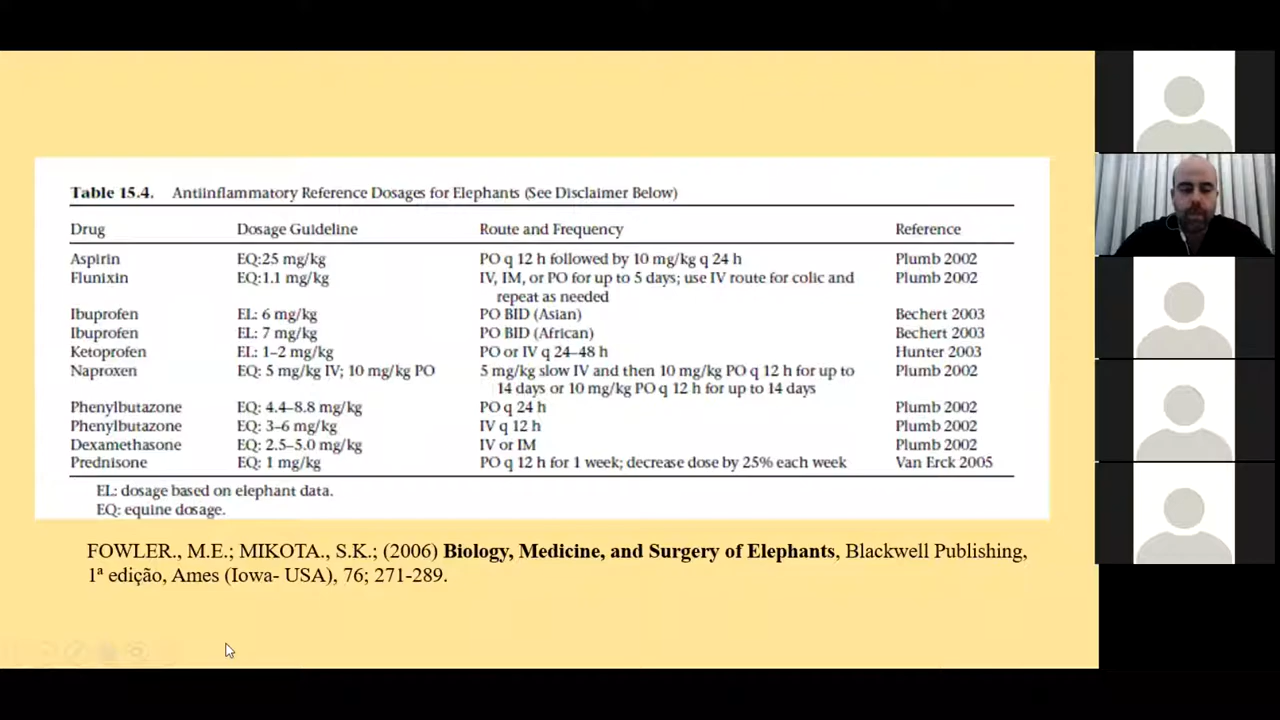 Table 15.4. Antiinflammatory Reference Dosages for Elephants (See Disclaimer Below)
Drug Dosage Guideline Route and Frequency Reference
Aspirin EQ:25 mg/kg PO q 12 h followed by 10 mg/kg q 24 h Plumb 2002
Flunixin EQ:1.1 mg/kg IV, IM, or PO for up to 5 days; use IV route for colic and Plumb 2002
repeat as needed
Ibuprofen EL: 6 mg/kg PO BID (Asian) Bechert 2003
Ibuprofen EL: 7 mg/kg PO BID (African) Bechert 2003
Ketoprofen EL: 1–2 mg/kg PO or IV q 24–48 h Hunter 2003
Naproxen EQ: 5 mg/kg IV; 10 mg/kg PO 5 mg/kg slow IV and then 10 mg/kg PO q 12 h for up to Plumb 2002
14 days or 10 mg/kg PO q 12 h for up to 14 days
Phenylbutazone EQ: 4.4–8.8 mg/kg PO q 24 h Plumb 2002
Phenylbutazone EQ: 3–6 mg/kg IV q 12 h Plumb 2002
Dexamethasone EQ: 2.5–5.0 mg/kg IV or IM Plumb 2002
Prednisone EQ: 1 mg/kg PO q 12 h for 1 week; decrease dose by 25% each week Van Erck 2005
EL: dosage based on elephant data.
EQ: equine dosage.
FOWLER., M.E.; MIKOTA., S.K.; (2006) Biology, Medicine, and Surgery of Elephants, Blackwell Publishing,
1ª edição, Ames (Iowa- USA), 76; 271-289.